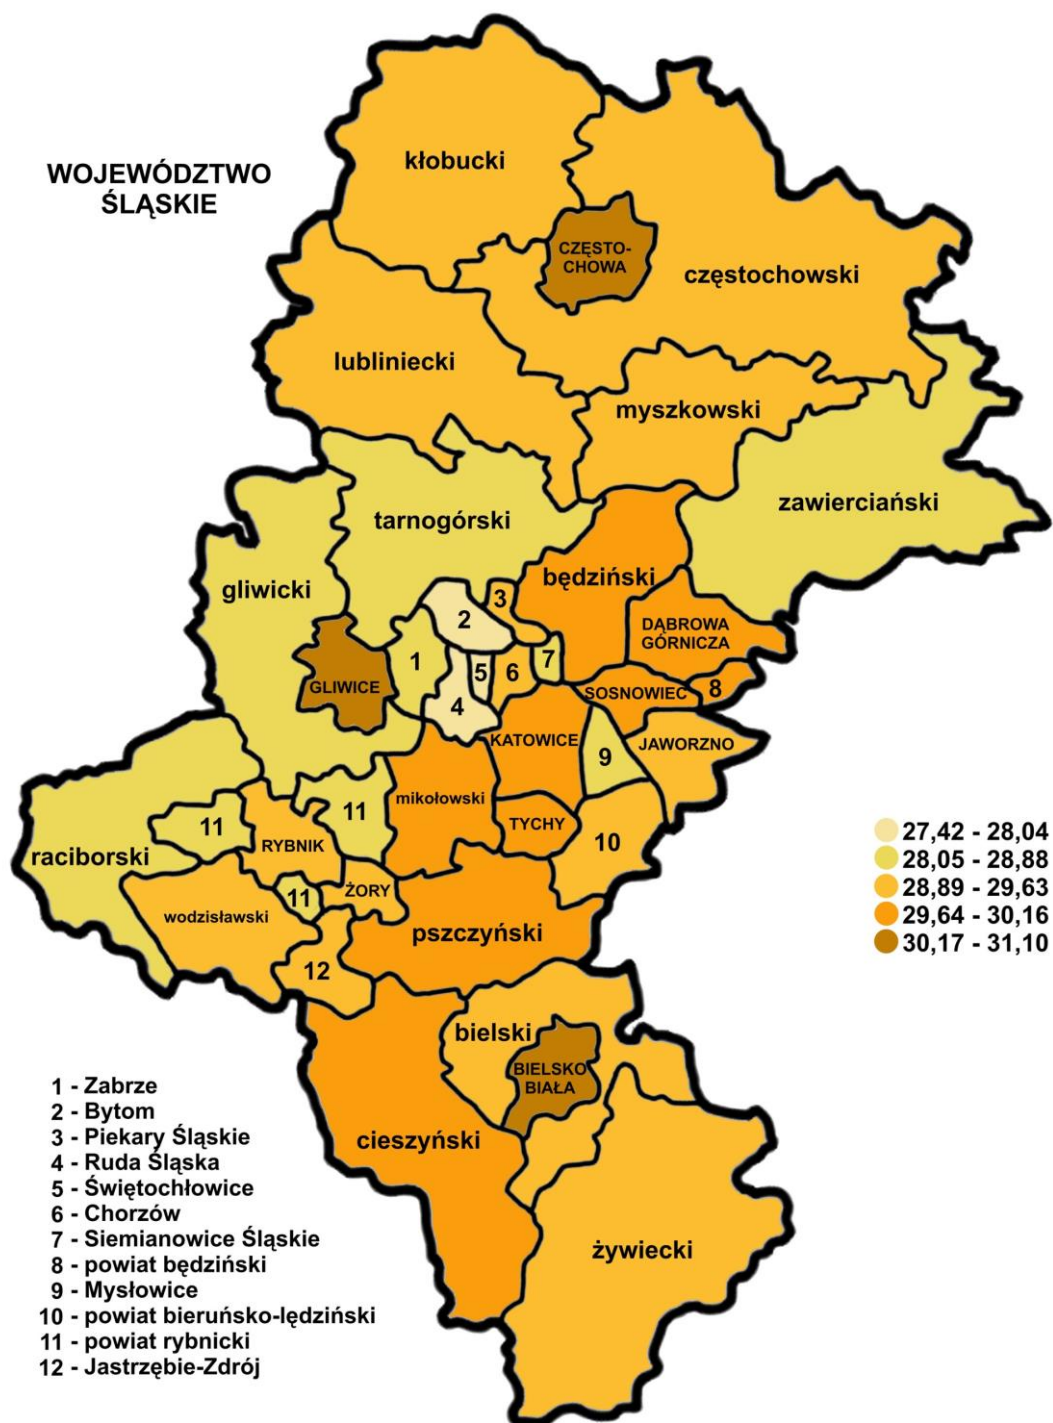 WOJEWÓDZTWO
ŚLĄSKIE
kłobucki
CZĘSTO-
CHOWA
częstochowski
lubliniecki
myszkowski
zawierciański
tarnogórski
gliwicki
będziński
3
2
DĄBROWA
GÓRNICZA
1
7
5
6
GLIWICE
SOSNOWIEC
8
4
KATOWICE
JAWORZNO
9
mikołowski
11
11
TYCHY
10
RYBNIK
raciborski
ŻORY
11
wodzisławski
pszczyński
12
bielski
BIELSKO
BIAŁA
cieszyński
żywiecki
27,42 - 28,04
28,05 - 28,88
28,89 - 29,63
29,64 - 30,16
30,17 - 31,10
1 - Zabrze
2 - Bytom
3 - Piekary Śląskie
4 - Ruda Śląska
5 - Świętochłowice
6 - Chorzów
7 - Siemianowice Śląskie
8 - powiat będziński
9 - Mysłowice
10 - powiat bieruńsko-lędziński
11 - powiat rybnicki
12 - Jastrzębie-Zdrój